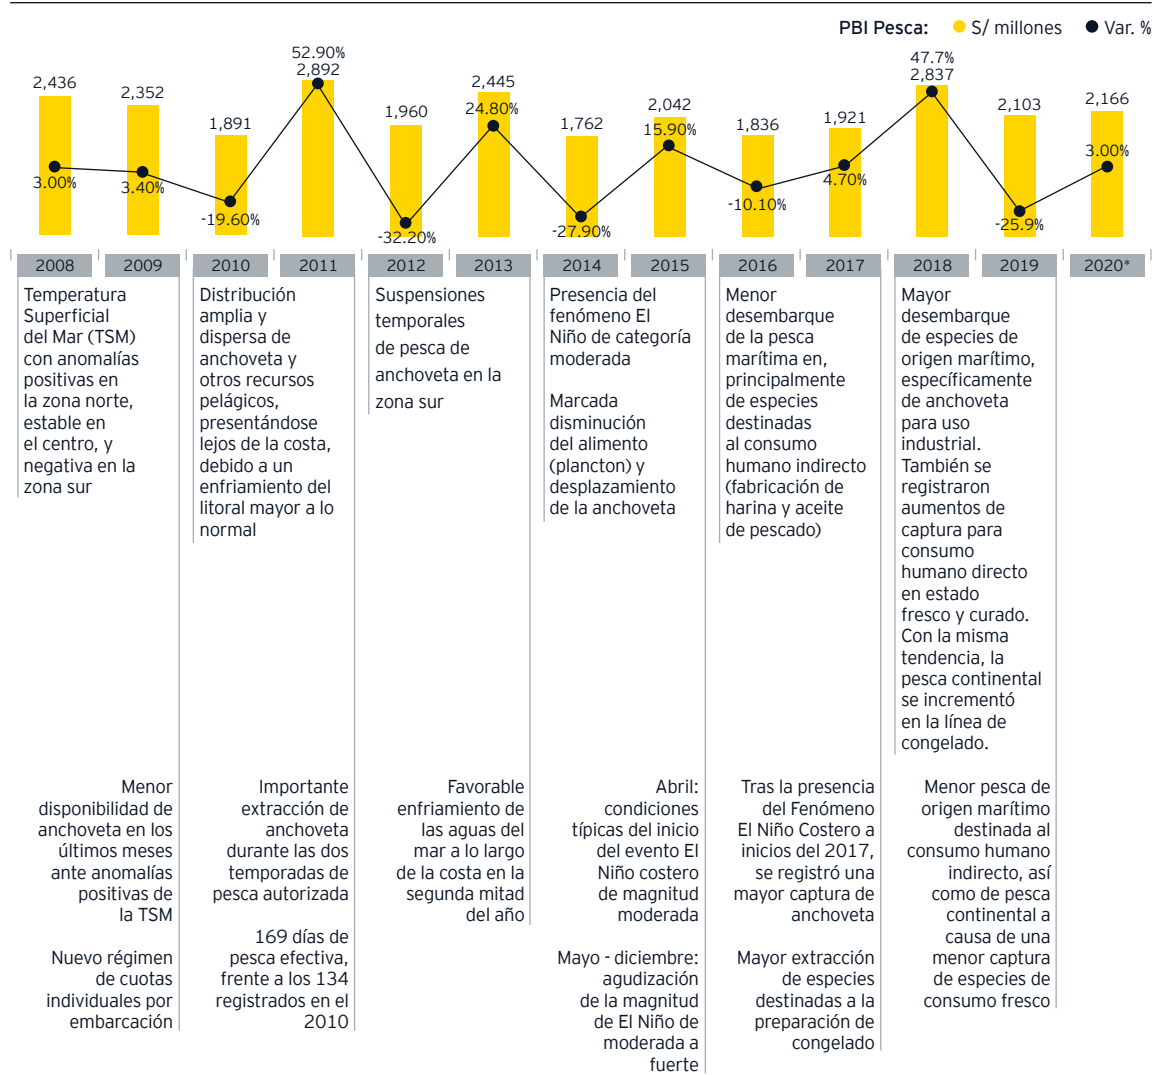 PBI Pesca: S/ millones Var. %
2,436
3.00%
2,352
3.40%
1,891
-19.60%
52.90%
2,892
1,960
-32.20%
2,445
24.80%
1,762
-27.90%
2,042
15.90%
1,836
-10.10%
1,921
4.70%
47.7%
2,837
2,103
-25.9%
2,166
3.00%
2008 2009 2010 2011 2012 2013 2014 2015 2016 2017 2018 2019 2020*
Temperatura
Superficial
del Mar (TSM)
con anomalías
positivas en
la zona norte,
estable en
el centro, y
negativa en la
zona sur
Distribución
amplia y
dispersa de
anchoveta y
otros recursos
pelágicos,
presentándose
lejos de la costa,
debido a un
enfriamiento del
litoral mayor a lo
normal
Suspensiones
temporales
de pesca de
anchoveta en la
zona sur
Presencia del
fenómeno El
Niño de categoría
moderada
Marcada
disminución
del alimento
(plancton) y
desplazamiento
de la anchoveta
Menor
desembarque
de la pesca
marítima en,
principalmente
de especies
destinadas
al consumo
humano indirecto
(fabricación de
harina y aceite
de pescado)
Mayor
desembarque
de especies de
origen marítimo,
específicamente
de anchoveta
para uso
industrial.
También se
registraron
aumentos de
captura para
consumo
humano directo
en estado
fresco y curado.
Con la misma
tendencia, la
pesca continental
se incrementó
en la línea de
congelado.
Menor
disponibilidad de
anchoveta en los
últimos meses
ante anomalías
positivas de
la TSM
Nuevo régimen
de cuotas
individuales por
embarcación
Importante
extracción de
anchoveta
durante las dos
temporadas de
pesca autorizada
169 días de
pesca efectiva,
frente a los 134
registrados en el
2010
Favorable
enfriamiento de
las aguas del
mar a lo largo
de la costa en la
segunda mitad
del año
Abril:
condiciones
típicas del inicio
del evento El
Niño costero
de magnitud
moderada
Mayo - diciembre:
agudización
de la magnitud
de El Niño de
moderada a
fuerte
Tras la presencia
del Fenómeno
El Niño Costero a
inicios del 2017,
se registró una
mayor captura de
anchoveta
Mayor extracción
de especies
destinadas a la
preparación de
congelado
Menor pesca de
origen marítimo
destinada al
consumo humano
indirecto, así
como de pesca
continental a
causa de una
menor captura
de especies de
consumo fresco